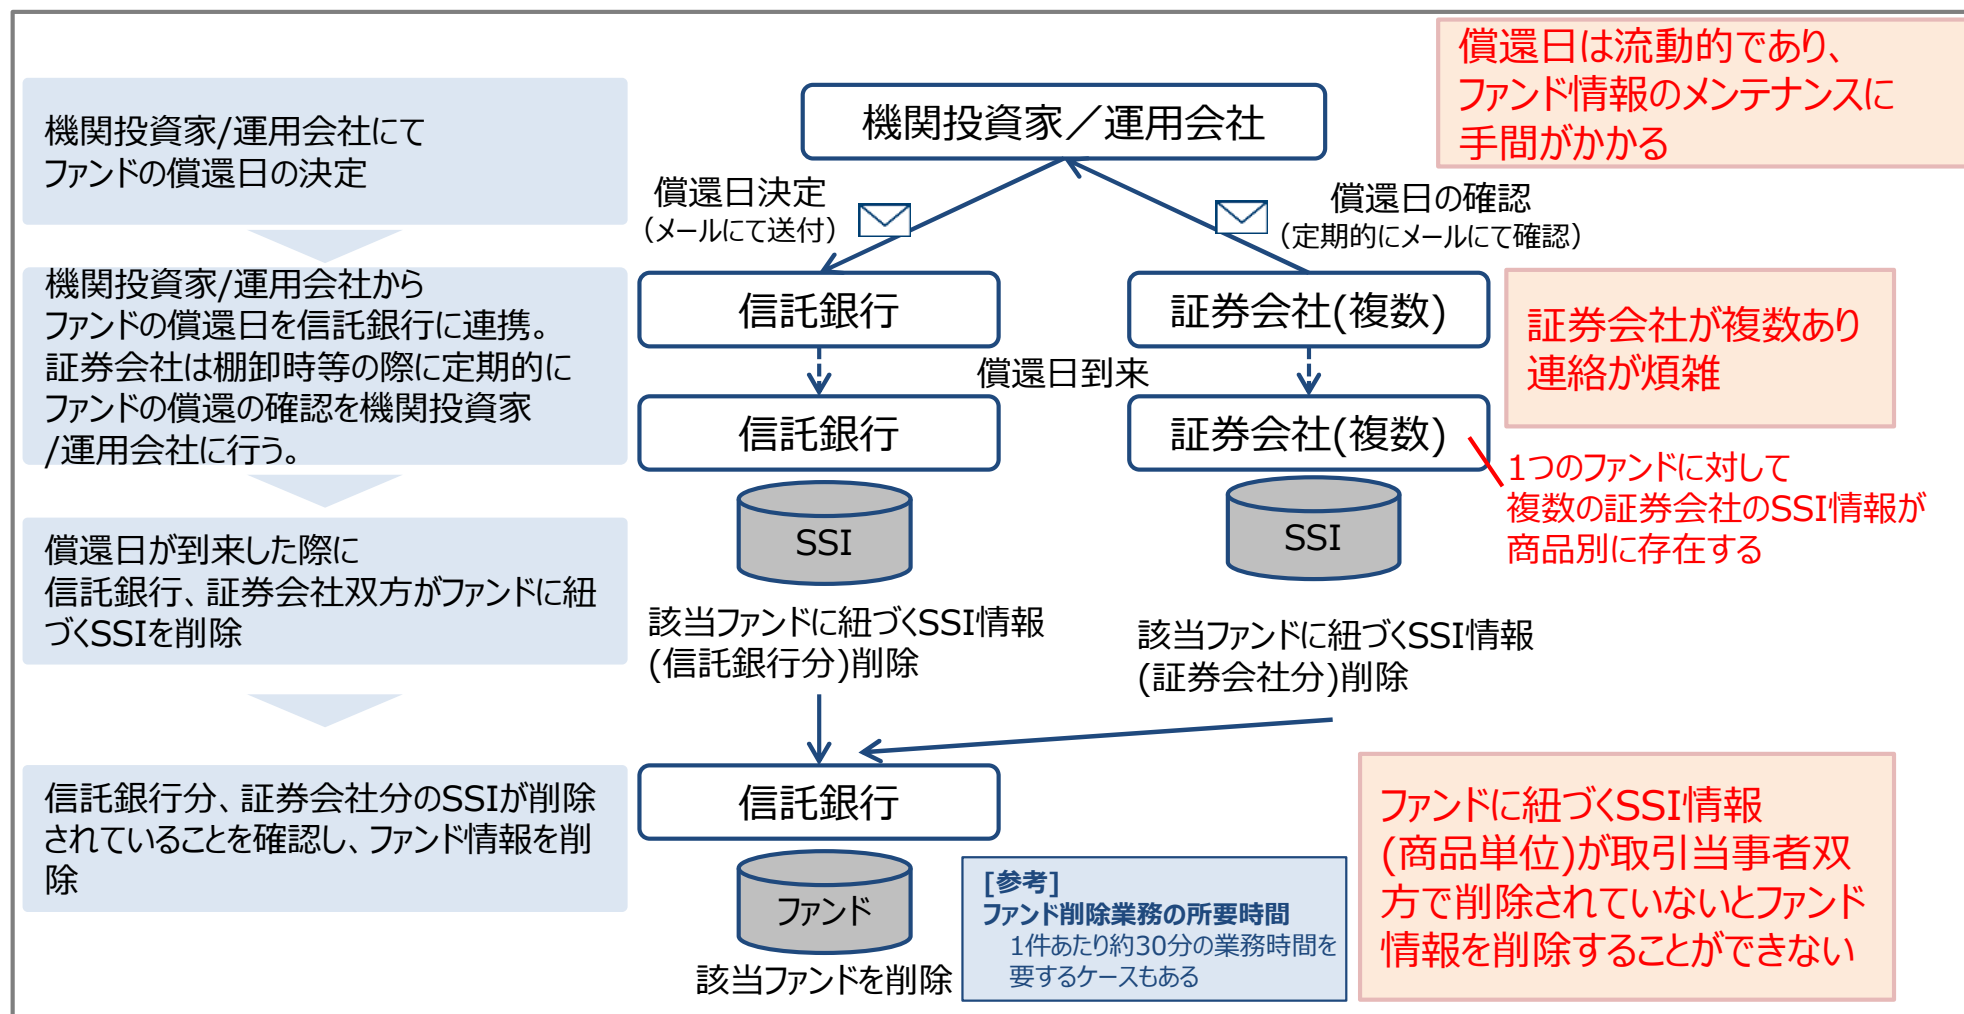 償還日は流動的であり、
ファンド情報のメンテナンスに
手間がかかる
機関投資家/運用会社にて
ファンドの償還日の決定
機関投資家／運用会社
償還日決定
（メールにて送付）
償還日の確認
（定期的にメールにて確認）
機関投資家/運用会社から
ファンドの償還日を信託銀行に連携。
証券会社は棚卸時等の際に定期的に
ファンドの償還の確認を機関投資家
/運用会社に行う。
信託銀行
証券会社(複数)
証券会社が複数あり
連絡が煩雑
償還日到来
信託銀行
証券会社(複数)
1つのファンドに対して
複数の証券会社のSSI情報が
商品別に存在する
SSI
SSI
償還日が到来した際に
信託銀行、証券会社双方がファンドに紐
づくSSIを削除
該当ファンドに紐づくSSI情報
(信託銀行分)削除
該当ファンドに紐づくSSI情報
(証券会社分)削除
信託銀行分、証券会社分のSSIが削除
されていることを確認し、ファンド情報を削
除
信託銀行
ファンド
該当ファンドを削除
[参考]
ファンド削除業務の所要時間
1件あたり約30分の業務時間を
要するケースもある
ファンドに紐づくSSI情報
(商品単位)が取引当事者双
方で削除されていないとファンド
情報を削除することができない